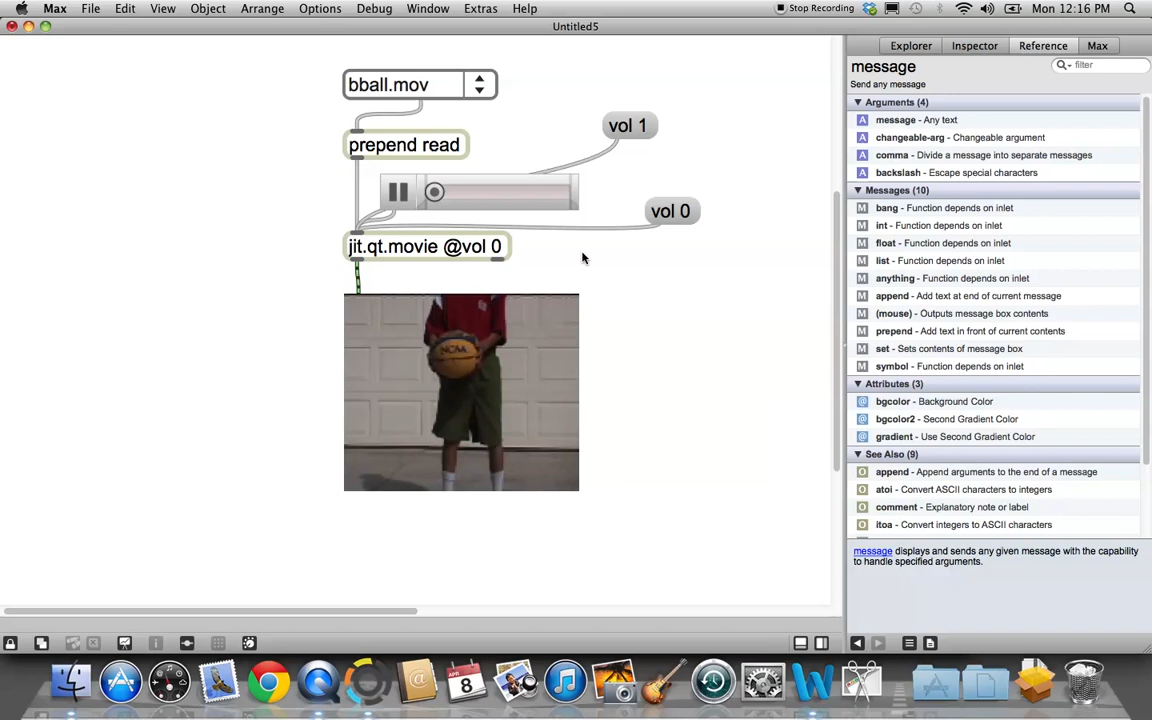 Max File Edit View Object Arrange Options Debug Window Extras Help Stop Recording Mon 12:16 PM
Untitled5
bball.mov
prepend read
vol 1
vol 0
jit.qt.movie @vol 0
NCAA
Explorer Inspector Reference Max
message filter
Send any message
Arguments (4)
A message - Any text
A changeable-arg - Changeable argument
A comma - Divide a message into separate messages
A backslash - Escape special characters
Messages (10)
M bang - Function depends on inlet
M int - Function depends on inlet
M float - Function depends on inlet
M list - Function depends on inlet
M anything - Function depends on inlet
M append - Add text at end of current message
M (mouse) - Outputs message box contents
M prepend - Add text in front of current contents
M set - Sets contents of message box
M symbol - Function depends on inlet
Attributes (3)
@ bgcolor - Background Color
@ bgcolor2 - Second Gradient Color
@ gradient - Use Second Gradient Color
See Also (9)
O append - Append arguments to the end of a message
O atoi - Convert ASCII characters to integers
O comment - Explanatory note or label
O itoa - Convert integers to ASCII characters
message displays and sends any given message with the capability
to handle specified arguments.
APR
8